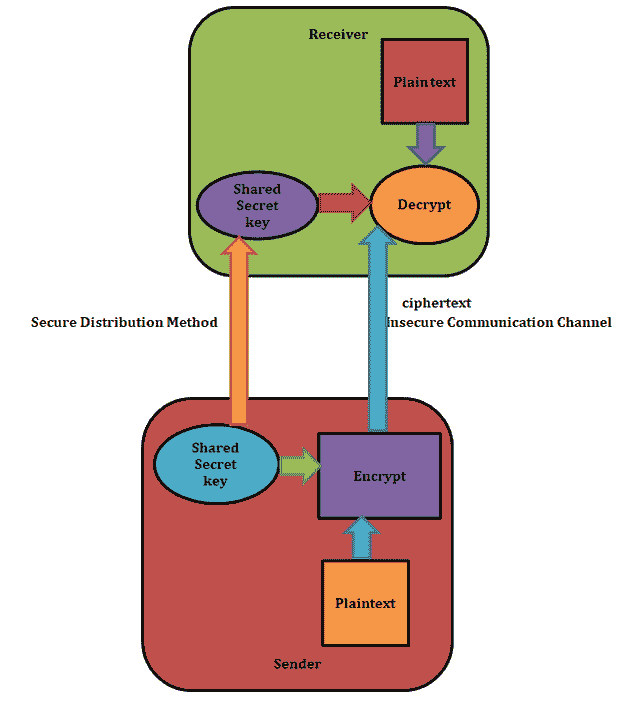 Receiver
Plaintext
Shared
Secret
key
Decrypt
ciphertext
Secure Distribution Method
Insecure Communication Channel
Shared
Secret
key
Encrypt
Plaintext
Sender